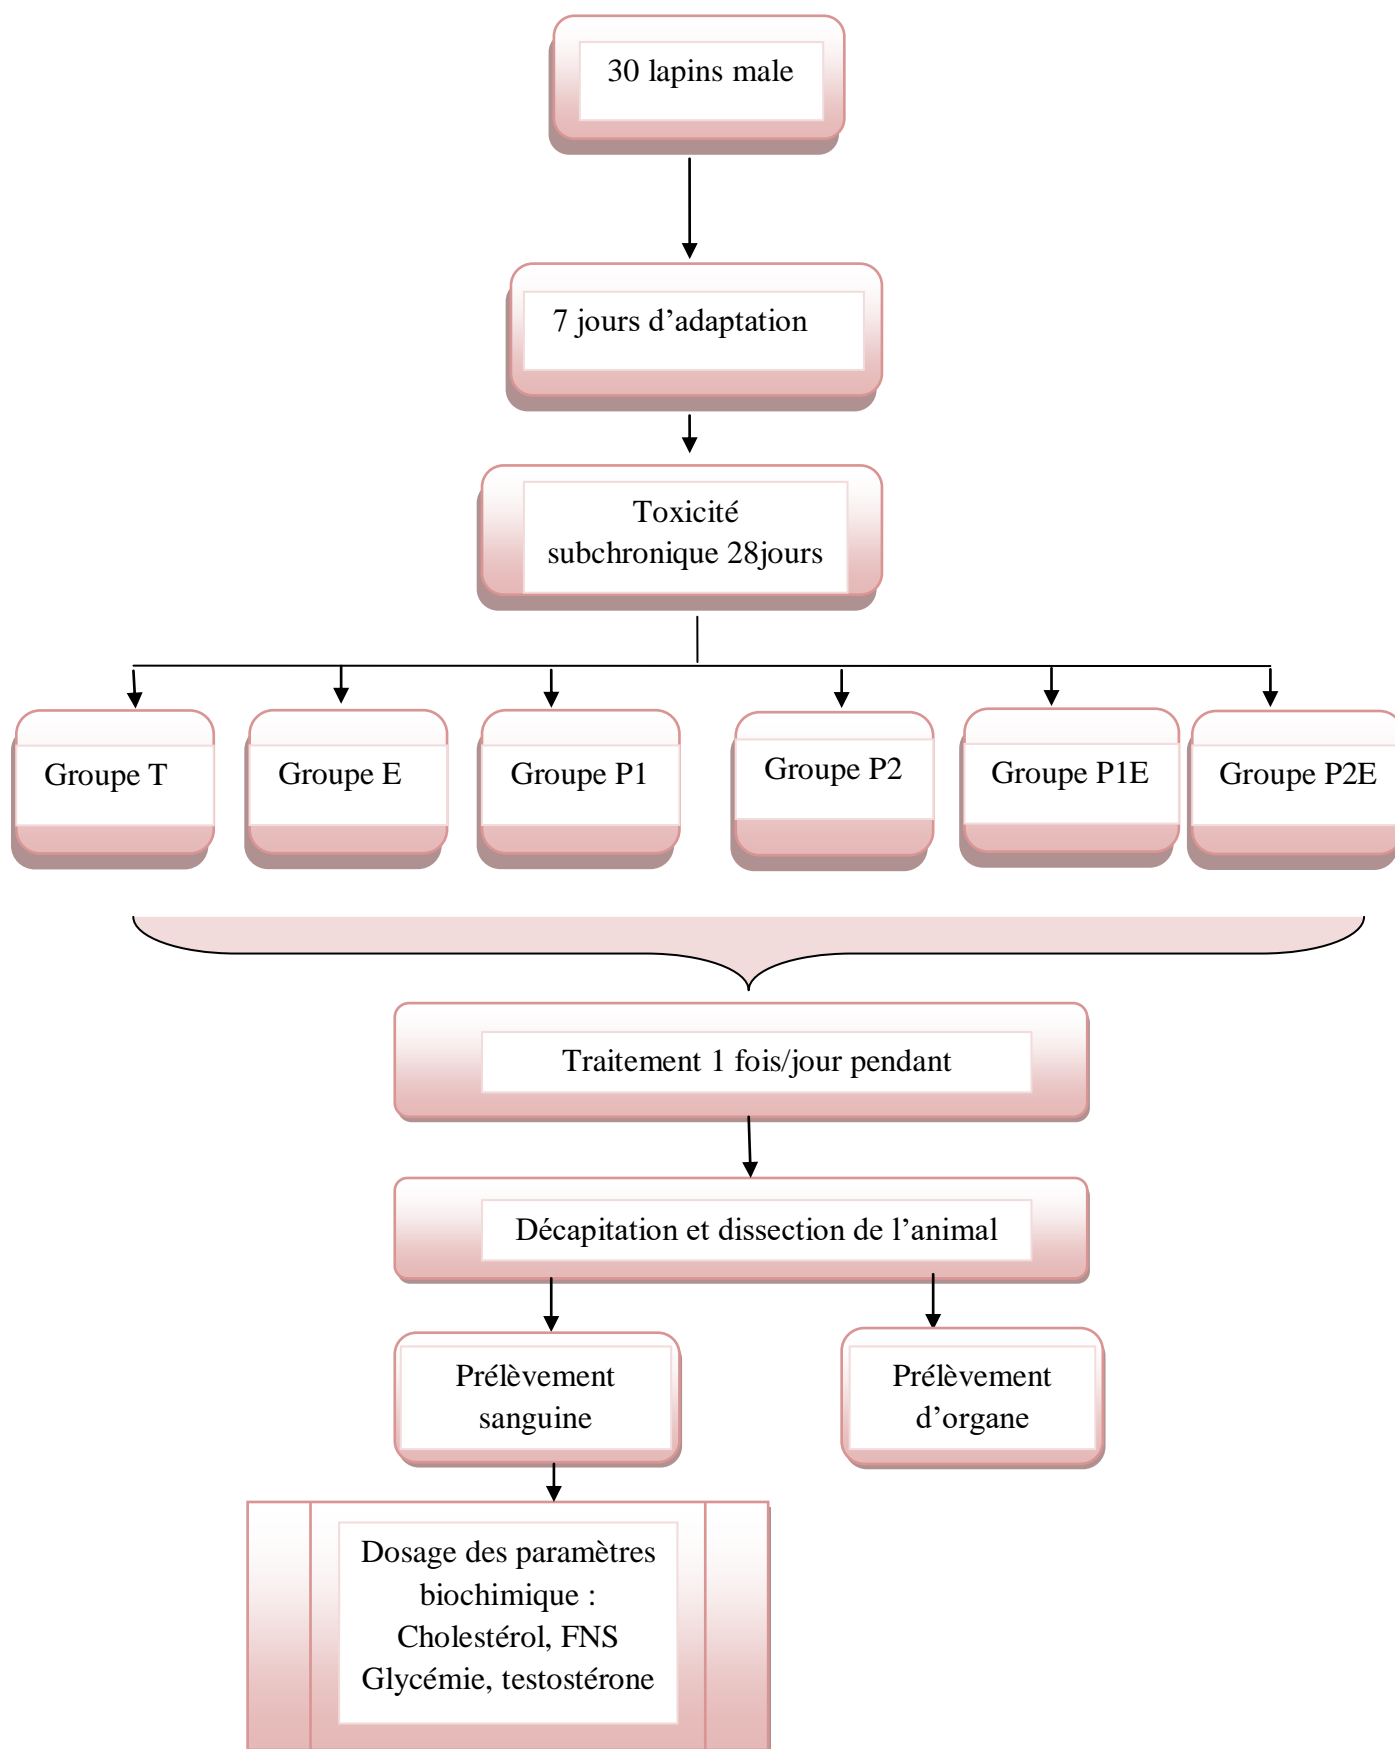 30 lapins male
7 jours d’adaptation
Toxicité
subchronique 28jours
Groupe T
Groupe E
Groupe P1
Groupe P2
Groupe P1E
Groupe P2E
Traitement 1 fois/jour pendant
Décapitation et dissection de l’animal
Prélèvement
sanguine
Prélèvement
d’organe
Dosage des paramètres
biochimique :
Cholestérol, FNS
Glycémie, testostérone